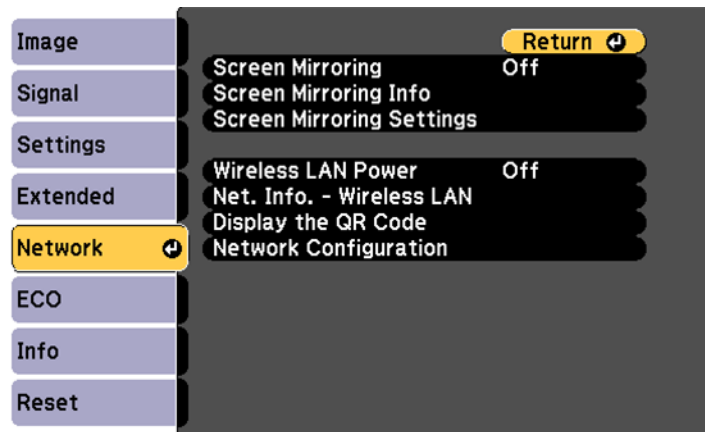 Image
Signal
Settings
Extended
Network
ECO
Info
Reset
Return
Screen Mirroring Off
Screen Mirroring Info
Screen Mirroring Settings
Wireless LAN Power Off
Net. Info. - Wireless LAN
Display the QR Code
Network Configuration